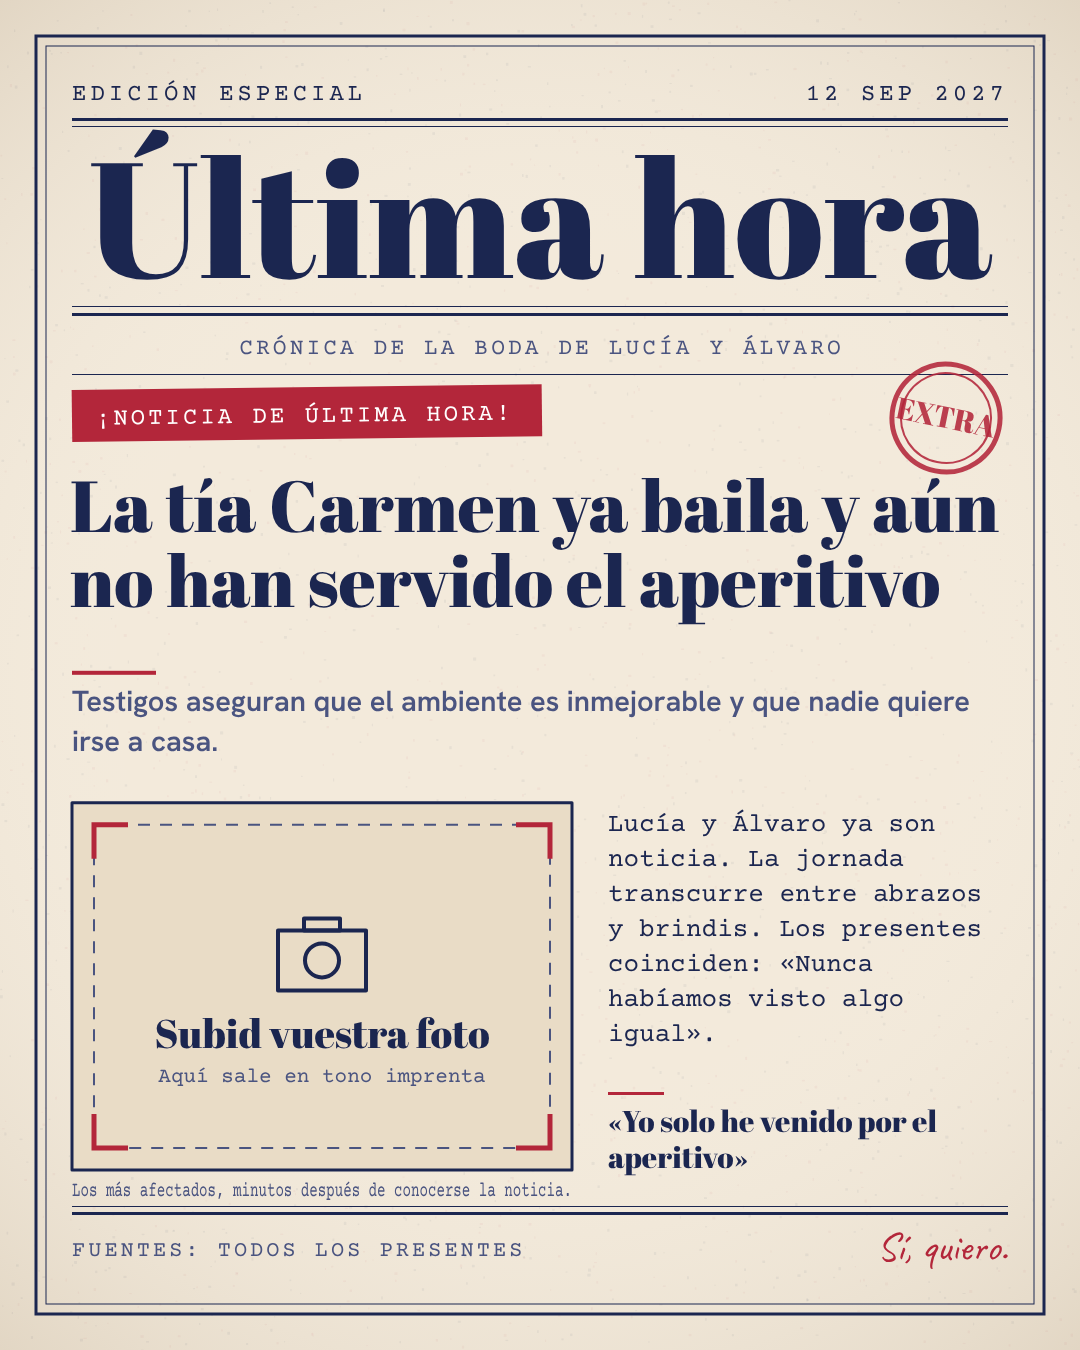 EDICIÓN ESPECIAL
12 SEP 2027
Última hora
CRÓNICA DE LA BODA DE LUCÍA Y ÁLVARO
¡NOTICIA DE ÚLTIMA HORA!
EXTRA
La tía Carmen ya baila y aún
no han servido el aperitivo
Testigos aseguran que el ambiente es inmejorable y que nadie quiere
irse a casa.
Subid vuestra foto
Aquí sale en tono imprenta
Los más afectados, minutos después de conocerse la noticia.
Lucía y Álvaro ya son
noticia. La jornada
transcurre entre abrazos
y brindis. Los presentes
coinciden: «Nunca
habíamos visto algo
igual».
«Yo solo he venido por el
aperitivo»
FUENTES: TODOS LOS PRESENTES
Sí, quiero.